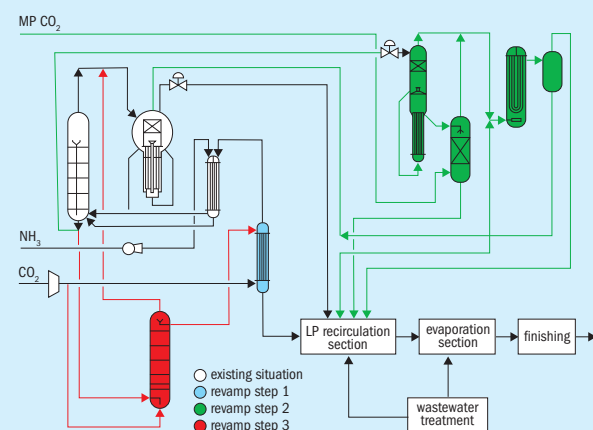 MP CO2
NH3
CO2
LP recirculation
section
evaporation
section
finishing
wastewater
treatment
existing situation
revamp step 1
revamp step 2
revamp step 3